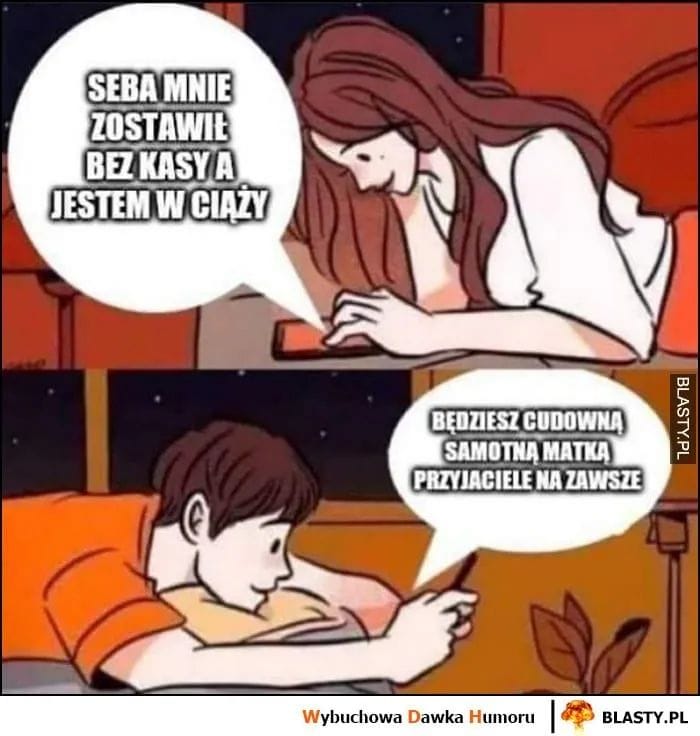 SEBA MNIE
ZOSTAWIŁ
BEZ KASY A
JESTEM W CIĄŻY
BĘDZIESZ CUDOWNĄ
SAMOTNĄ MATKĄ
PRZYJACIELE NA ZAWSZE
BLASTY.PL
Wybuchowa Dawka Humoru
BLASTY.PL